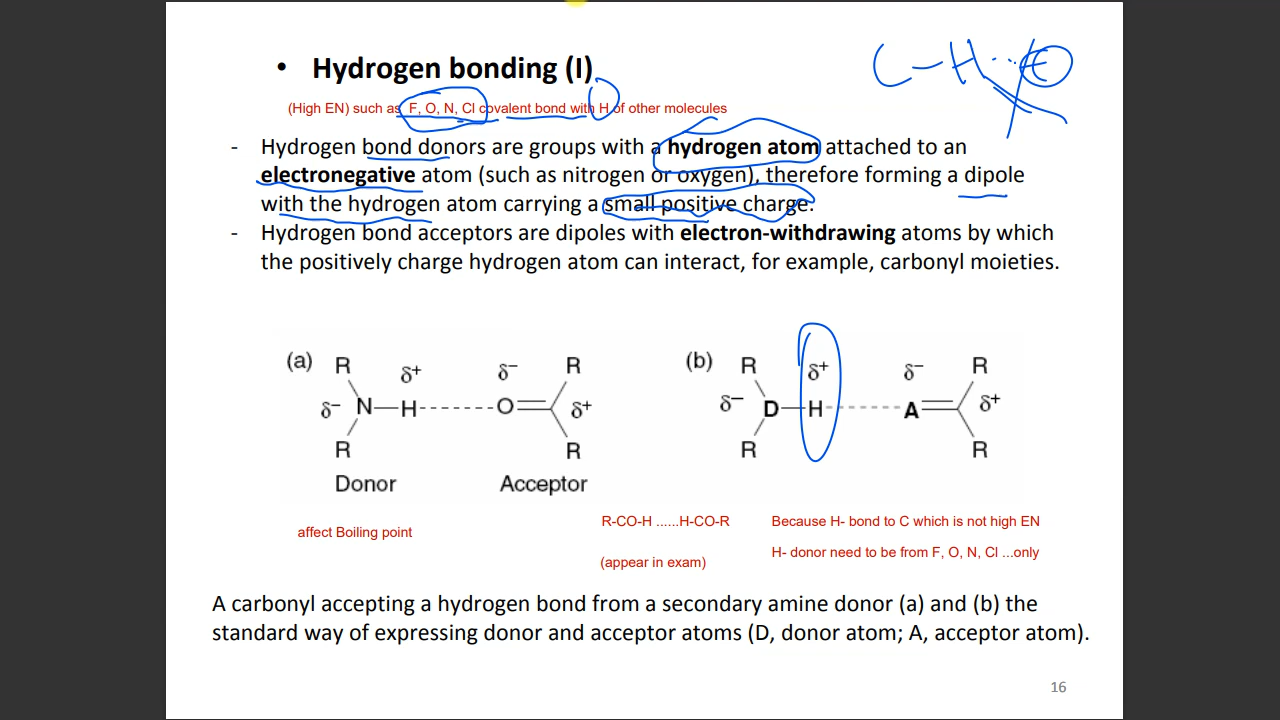 • Hydrogen bonding (I)
C-H...
(High EN) such as F, O, N, Cl covalent bond with H of other molecules
- Hydrogen bond donors are groups with a hydrogen atom attached to an
electronegative atom (such as nitrogen or oxygen), therefore forming a dipole
with the hydrogen atom carrying a small positive charge.
- Hydrogen bond acceptors are dipoles with electron-withdrawing atoms by which
the positively charge hydrogen atom can interact, for example, carbonyl moieties.
(a) R δ+ δ− R
δ− N—H-------O= δ+
R R
Donor Acceptor
(b) R δ+ δ− R
δ− D—H-------A= δ+
R R
affect Boiling point
R-CO-H ......H-CO-R
(appear in exam)
Because H- bond to C which is not high EN
H- donor need to be from F, O, N, Cl ...only
A carbonyl accepting a hydrogen bond from a secondary amine donor (a) and (b) the
standard way of expressing donor and acceptor atoms (D, donor atom; A, acceptor atom).
16